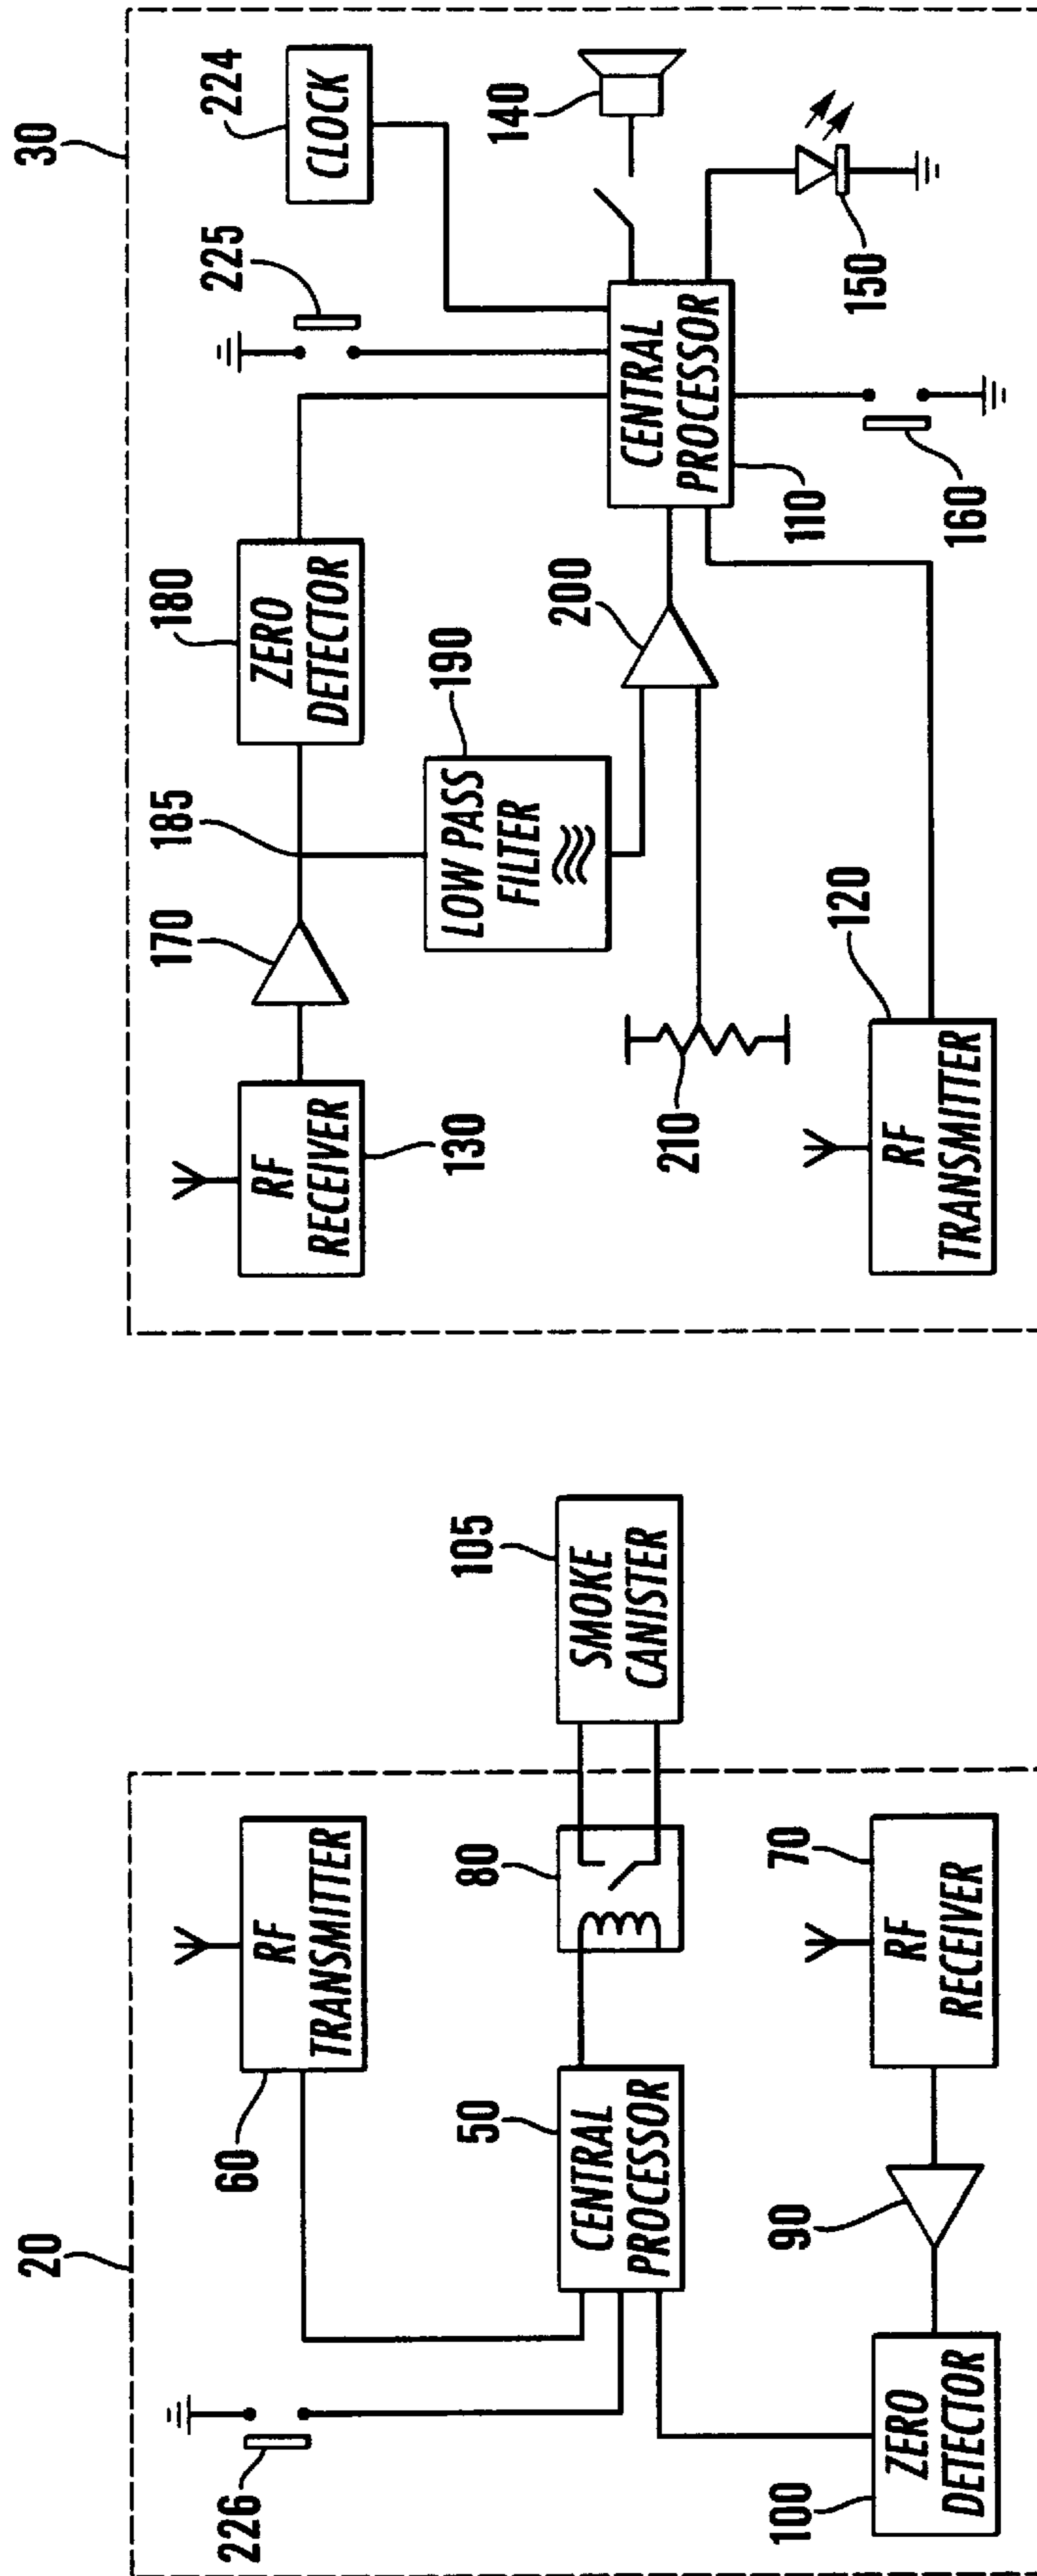 20
226
60
RF
TRANSMITTER
50
CENTRAL
PROCESSOR
80
105
SMOKE
CANISTER
100
ZERO
DETECTOR
90
70
RF
RECEIVER
30
RF
RECEIVER
130
170
185
180
ZERO
DETECTOR
225
224
CLOCK
190
LOW PASS
FILTER
210
200
CENTRAL
PROCESSOR
110
140
150
160
120
RF
TRANSMITTER